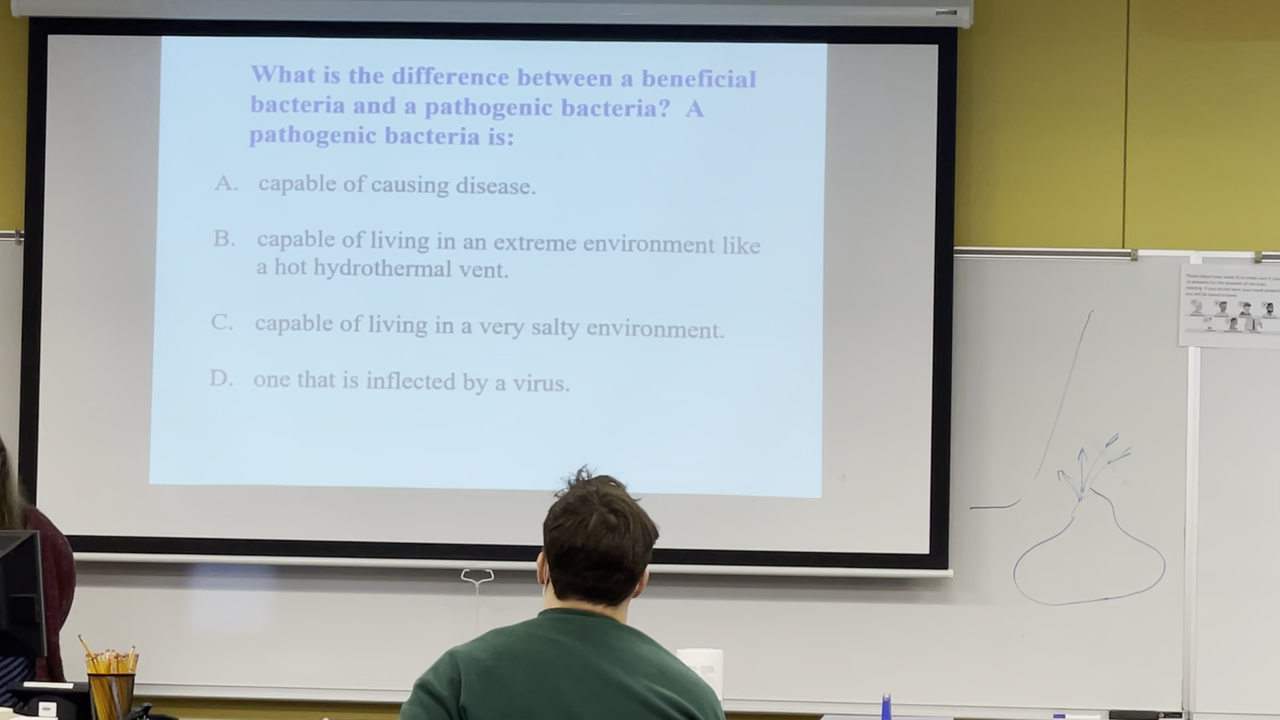 What is the difference between a beneficial
bacteria and a pathogenic bacteria? A
pathogenic bacteria is:
A. capable of causing disease.
B. capable of living in an extreme environment like
a hot hydrothermal vent.
C. capable of living in a very salty environment.
D. one that is inflected by a virus.